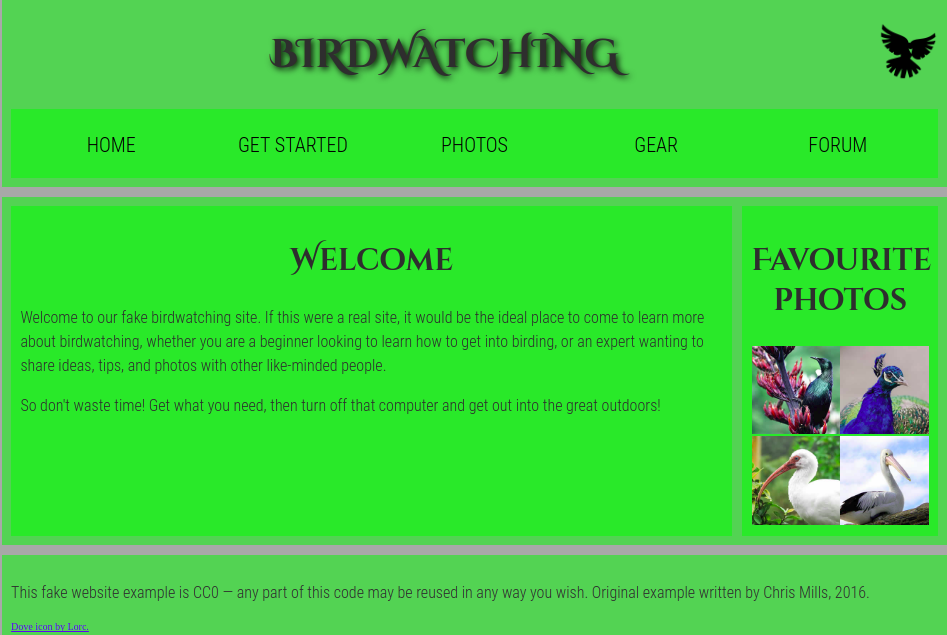 BIRDWATCHING
HOME GET STARTED PHOTOS GEAR FORUM
Welcome
Welcome to our fake birdwatching site. If this were a real site, it would be the ideal place to come to learn more
about birdwatching, whether you are a beginner looking to learn how to get into birding, or an expert wanting to
share ideas, tips, and photos with other like-minded people.
So don't waste time! Get what you need, then turn off that computer and get out into the great outdoors!
Favourite
photos
This fake website example is CC0 — any part of this code may be reused in any way you wish. Original example written by Chris Mills, 2016.
Dove icon by Lorc.